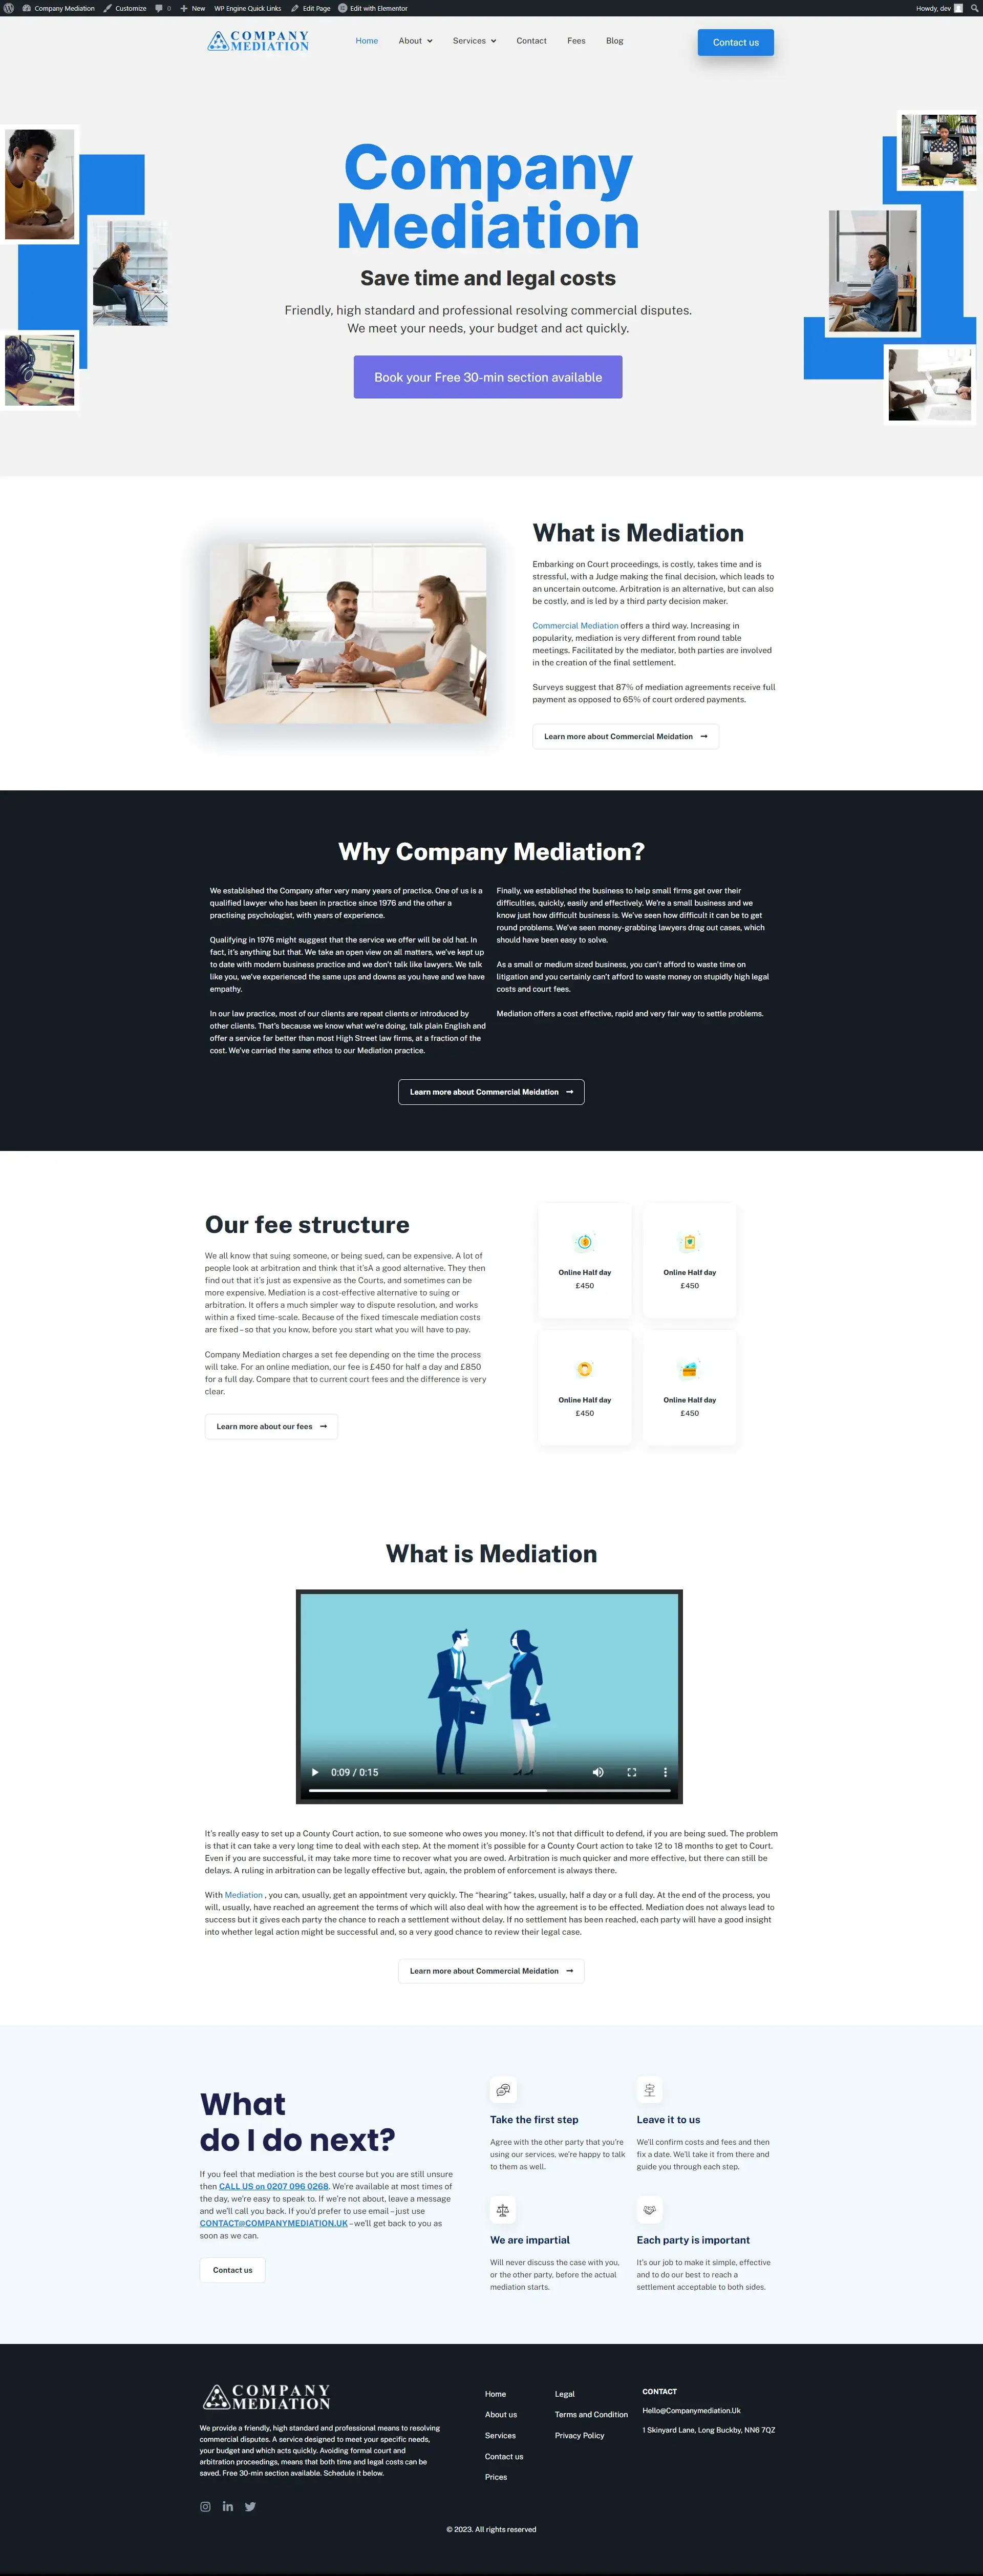 Company Mediation Customize 0 New WP Engine Quick Links Edit Page Edit with Elementor Howdy, dev
COMPANY
MEDIATION
Home About Services Contact Fees Blog
Contact us
Company
Mediation
Save time and legal costs
Friendly, high standard and professional resolving commercial disputes.
We meet your needs, your budget and act quickly.
Book your Free 30-min section available
What is Mediation
Embarking on Court proceedings, is costly, takes time and is
stressful, with a Judge making the final decision, which leads to
an uncertain outcome. Arbitration is an alternative, but can also
be costly, and is led by a third party decision maker.
Commercial Mediation offers a third way. Increasing in
popularity, mediation is very different from round table
meetings. Facilitated by the mediator, both parties are involved
in the creation of the final settlement.
Surveys suggest that 87% of mediation agreements receive full
payment as opposed to 65% of court ordered payments.
Learn more about Commercial Meidation
Why Company Mediation?
We established the Company after very many years of practice. One of us is a
qualified lawyer who has been in practice since 1976 and the other a
practising psychologist, with years of experience.
Qualifying in 1976 might suggest that the service we offer will be old hat. In
fact, it's anything but that. We take an open view on all matters, we've kept up
to date with modern business practice and we don't talk like lawyers. We talk
like you, we've experienced the same ups and downs as you have and we have
empathy.
In our law practice, most of our clients are repeat clients or introduced by
other clients. That's because we know what we're doing, talk plain English and
offer a service far better than most High Street law firms, at a fraction of the
cost. We've carried the same ethos to our Mediation practice.
Finally, we established the business to help small firms get over their
difficulties, quickly, easily and effectively. We're a small business and we
know just how difficult business is. We've seen how difficult it can be to get
round problems. We've seen money-grabbing lawyers drag out cases, which
should have been easy to solve.
As a small or medium sized business, you can't afford to waste time on
litigation and you certainly can't afford to waste money on stupidly high legal
costs and court fees.
Mediation offers a cost effective, rapid and very fair way to settle problems.
Learn more about Commercial Meidation
Our fee structure
We all know that suing someone, or being sued, can be expensive. A lot of
people look at arbitration and think that it'sA a good alternative. They then
find out that it's just as expensive as the Courts, and sometimes can be
more expensive. Mediation is a cost-effective alternative to suing or
arbitration. It offers a much simpler way to dispute resolution, and works
within a fixed time-scale. Because of the fixed timescale mediation costs
are fixed – so that you know, before you start what you will have to pay.
Company Mediation charges a set fee depending on the time the process
will take. For an online mediation, our fee is £450 for half a day and £850
for a full day. Compare that to current court fees and the difference is very
clear.
Learn more about our fees
Online Half day
£450
Online Half day
£450
Online Half day
£450
Online Half day
£450
What is Mediation
0:09 / 0:15
It's really easy to set up a County Court action, to sue someone who owes you money. It's not that difficult to defend, if you are being sued. The problem
is that it can take a very long time to deal with each step. At the moment it's possible for a County Court action to take 12 to 18 months to get to Court.
Even if you are successful, it may take more time to recover what you are owed. Arbitration is much quicker and more effective, but there can still be
delays. A ruling in arbitration can be legally effective but, again, the problem of enforcement is always there.
With Mediation , you can, usually, get an appointment very quickly. The “hearing” takes, usually, half a day or a full day. At the end of the process, you
will, usually, have reached an agreement the terms of which will also deal with how the agreement is to be effected. Mediation does not always lead to
success but it gives each party the chance to reach a settlement without delay. If no settlement has been reached, each party will have a good insight
into whether legal action might be successful and, so a very good chance to review their legal case.
Learn more about Commercial Meidation
What
do I do next?
If you feel that mediation is the best course but you are still unsure
then CALL US on 0207 096 0268. We're available at most times of
the day, we're easy to speak to. If we're not about, leave a message
and we'll call you back. If you'd prefer to use email – just use
CONTACT@COMPANYMEDIATION.UK – we'll get back to you as
soon as we can.
Contact us
Take the first step
Agree with the other party that you're
using our services, we're happy to talk
to them as well.
Leave it to us
We'll confirm costs and fees and then
fix a date. We'll take it from there and
guide you through each step.
We are impartial
Will never discuss the case with you,
or the other party, before the actual
mediation starts.
Each party is important
It's our job to make it simple, effective
and to do our best to reach a
settlement acceptable to both sides.
COMPANY
MEDIATION
We provide a friendly, high standard and professional means to resolving
commercial disputes. A service designed to meet your specific needs,
your budget and which acts quickly. Avoiding formal court and
arbitration proceedings, means that both time and legal costs can be
saved. Free 30-min section available. Schedule it below.
Home
About us
Services
Contact us
Prices
Legal
Terms and Condition
Privacy Policy
CONTACT
Hello@Companymediation.Uk
1 Skinyard Lane, Long Buckby, NN6 7QZ
© 2023. All rights reserved